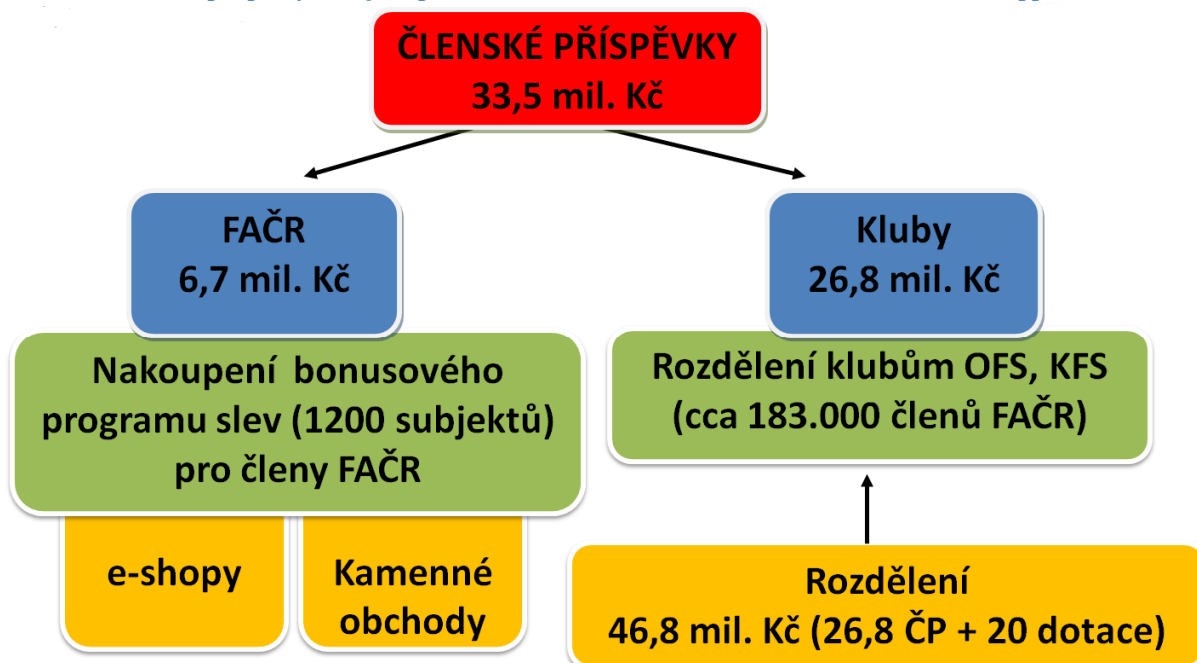 ČLENSKÉ PŘÍSPĚVKY
33,5 mil. Kč
FAČR
6,7 mil. Kč
Kluby
26,8 mil. Kč
Nakoupení bonusového
programu slev (1200 subjektů)
pro členy FAČR
Rozdělení klubům OFS, KFS
(cca 183.000 členů FAČR)
e-shopy
Kamenné
obchody
Rozdělení
46,8 mil. Kč (26,8 ČP + 20 dotace)